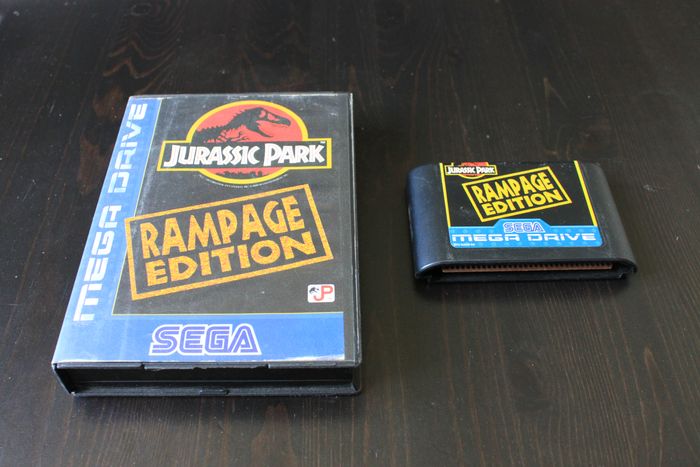 MEGA DRIVE
JURASSIC PARK
RAMPAGE
EDITION
JP
SEGA
JURASSIC PARK
RAMPAGE
EDITION
SEGA
MEGA DRIVE